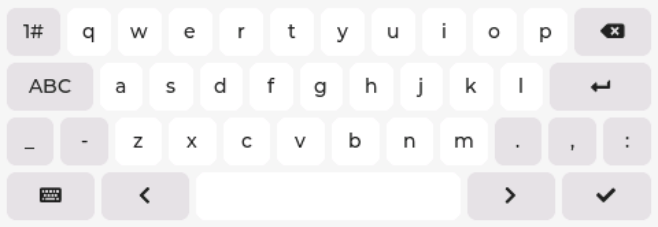 1# q w e r t y u i o p
ABC a s d f g h j k l
_ - z x c v b n m . , :